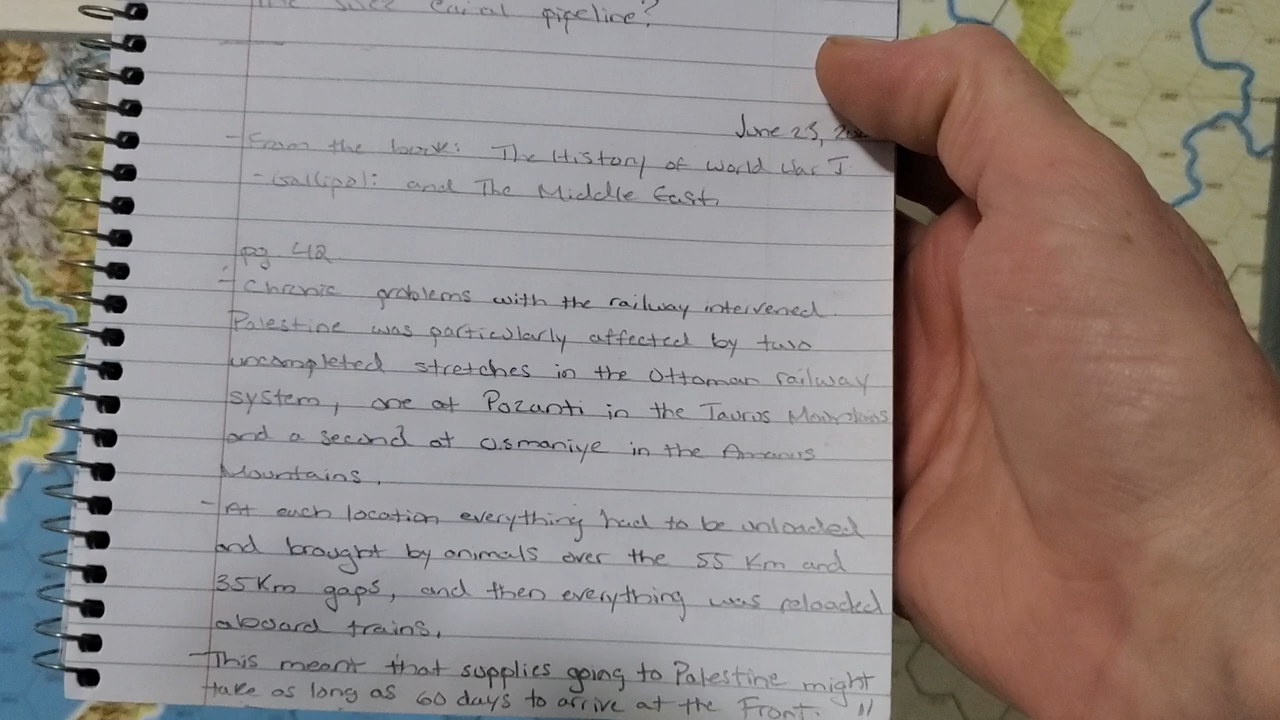 the Suez Canal pipeline?
June 23,
- From the book: The History of World War I.
- Gallipoli and The Middle East.
pg. 42
- Chronic problems with the railway intervened.
Palestine was particularly affected by two
uncompleted stretches in the Ottoman railway
system, one at Pozanti in the Taurus Mountains
and a second at Osmaniye in the Amanus
Mountains.
- At each location everything had to be unloaded
and brought by animals over the 55 Km and
35 Km gaps, and then everything was reloaded
aboard trains.
- This meant that supplies going to Palestine might
take as long as 60 days to arrive at the Front. "